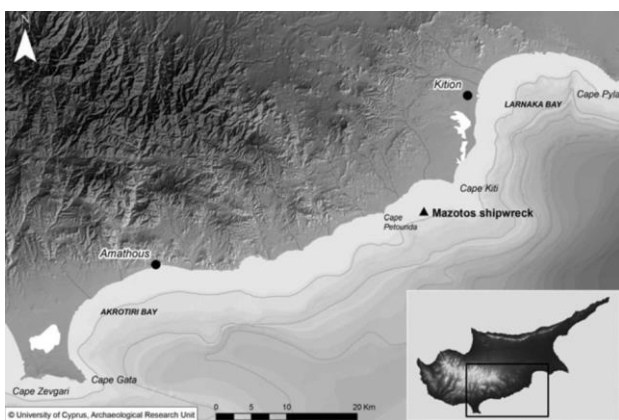 N
Kition
LARNAKA BAY
Cape Pyla
Cape Kiti
Cape
Petounda
Mazotos shipwreck
Amathous
AKROTIRI BAY
Cape Zevgari
Cape Gata
© University of Cyprus, Archaeological Research Unit
0
5
10
20 Km